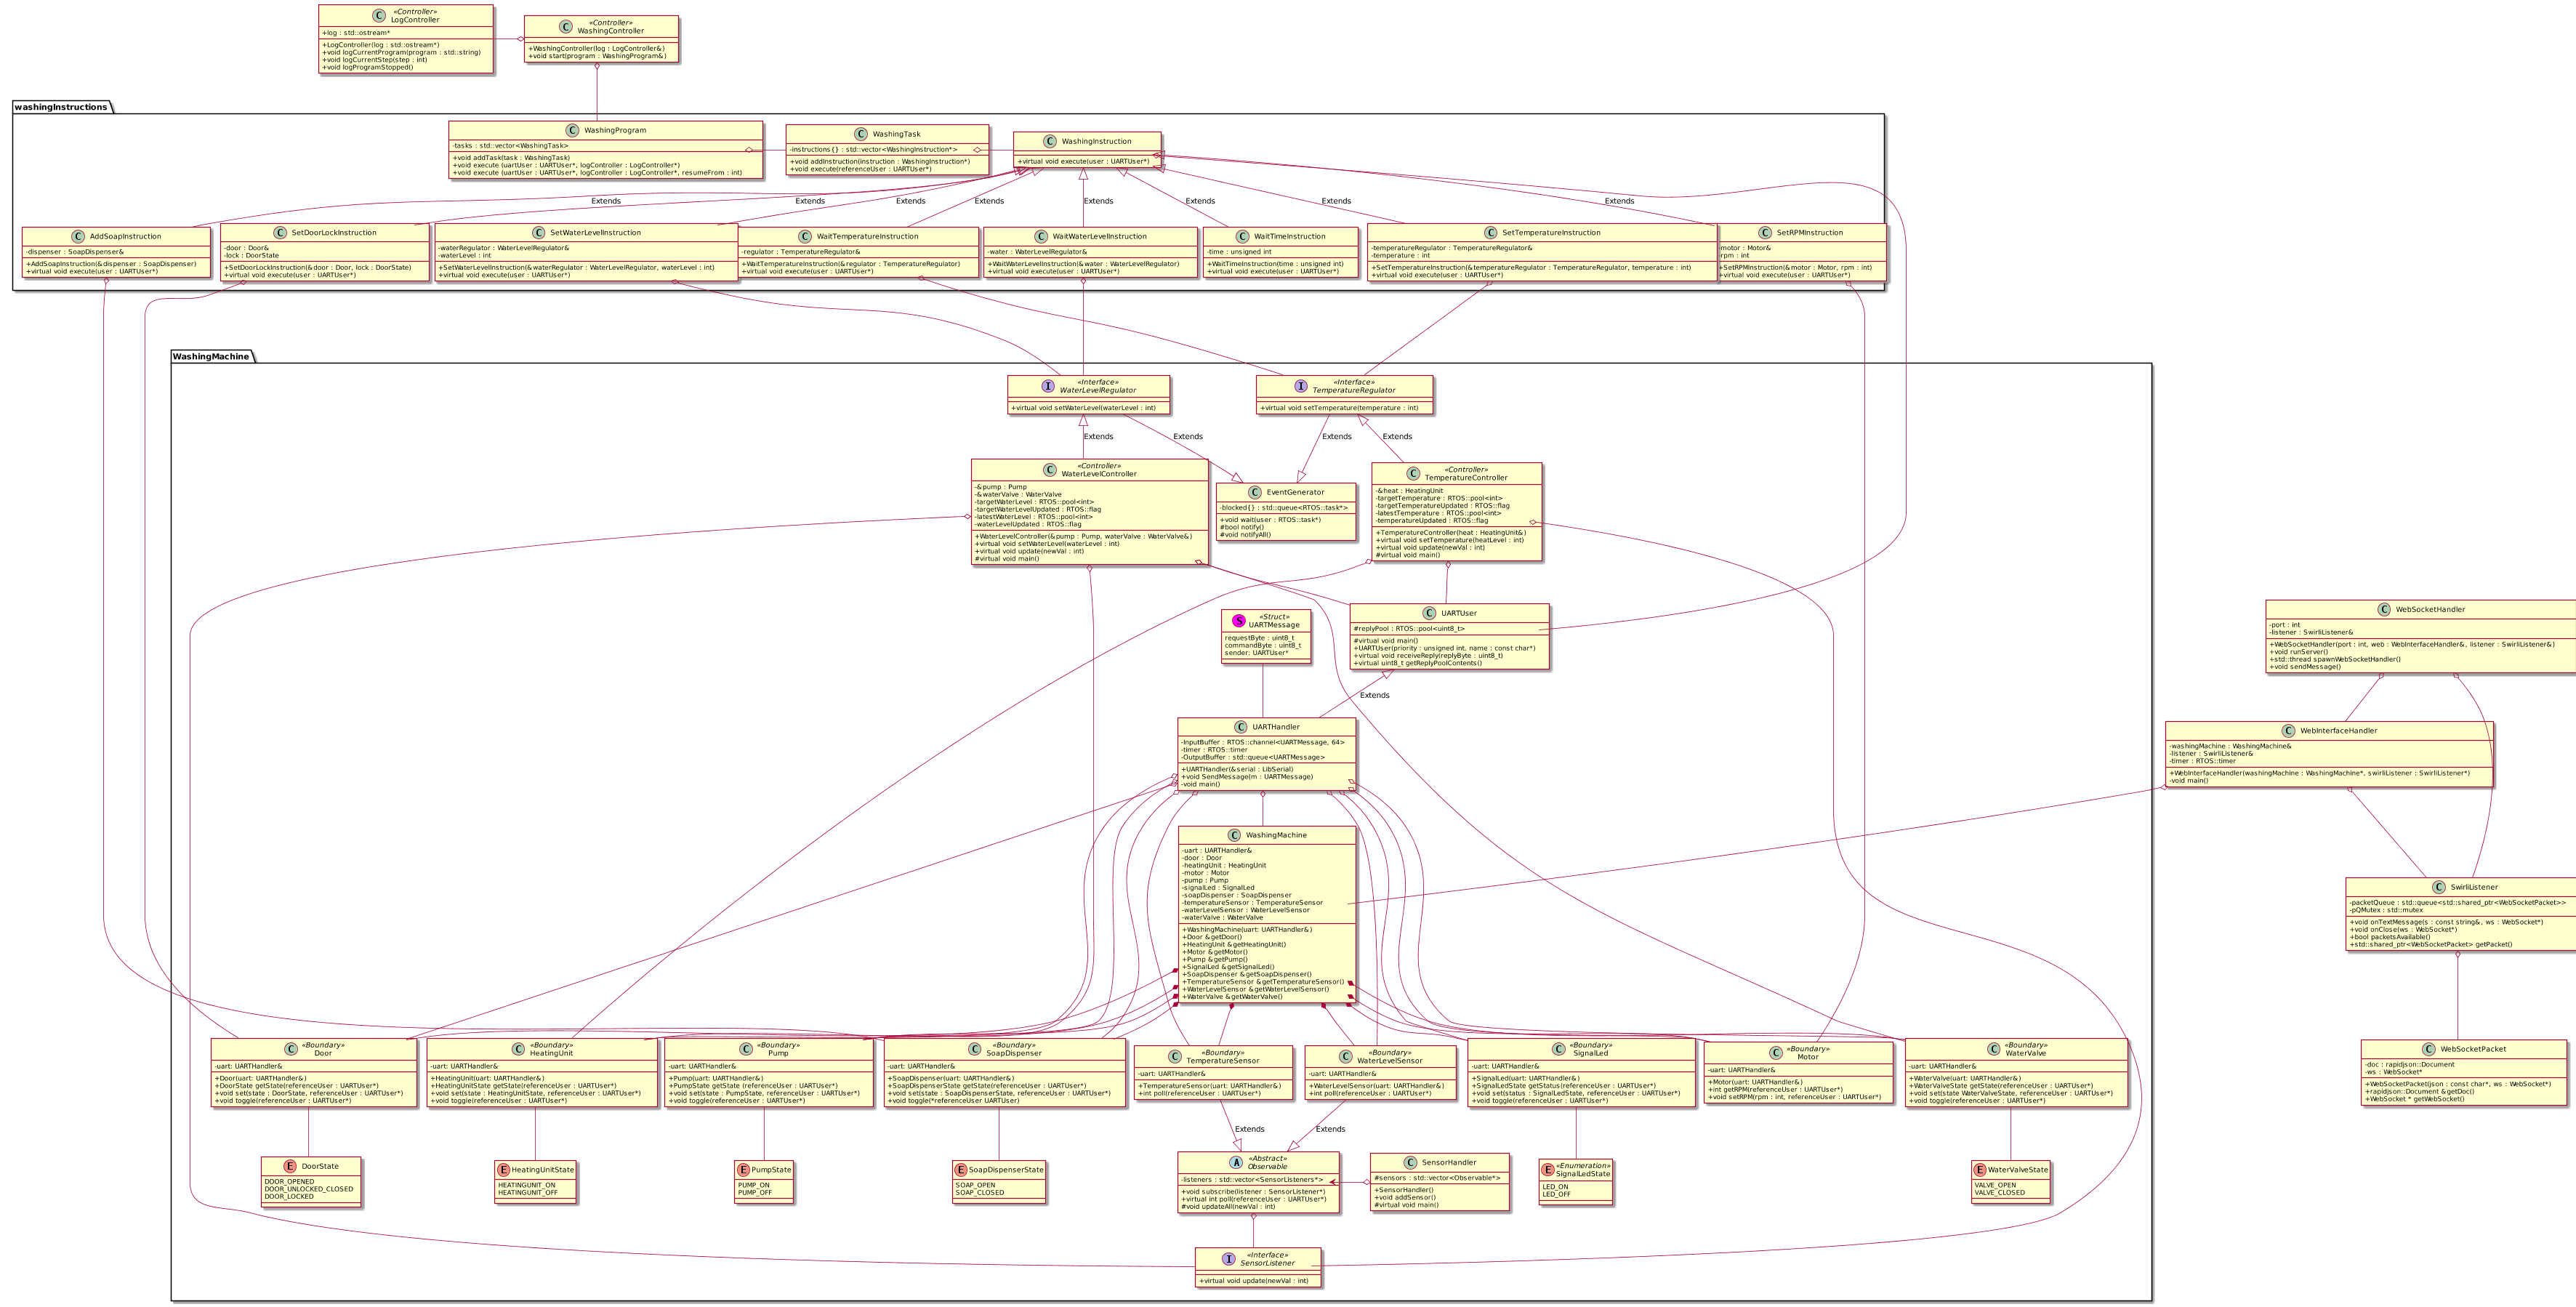 «Controller»
LogController
+log : std::ostream*
+LogController(log : std::ostream*)
+void logCurrentProgram(program : std::string)
+void logCurrentStep(step : int)
+void logProgramStopped()
«Controller»
WashingController
+WashingController(log : LogController&)
+void start(program : WashingProgram&)
washingInstructions
WashingProgram
-tasks : std::vector<WashingTask>
+void addTask(task : WashingTask)
+void execute (uartUser : UARTUser*, logController : LogController*)
+void execute (uartUser : UARTUser*, logController : LogController*, resumeFrom : int)
WashingTask
-instructions{} : std::vector<WashingInstruction*>
+void addInstruction(instruction : WashingInstruction*)
+void execute(referenceUser : UARTUser*)
WashingInstruction
+virtual void execute(user : UARTUser*)
Extends
Extends
Extends
Extends
Extends
Extends
Extends
Extends
AddSoapInstruction
-dispenser : SoapDispenser&
+AddSoapInstruction(&dispenser : SoapDispenser)
+virtual void execute(user : UARTUser*)
SetDoorLockInstruction
-door : Door&
-lock : DoorState
+SetDoorLockInstruction(&door : Door, lock : DoorState)
+virtual void execute(user : UARTUser*)
SetWaterLevelInstruction
-waterRegulator : WaterLevelRegulator&
-waterLevel : int
+SetWaterLevelInstruction(&waterRegulator : WaterLevelRegulator, waterLevel : int)
+virtual void execute(user : UARTUser*)
WaitTemperatureInstruction
-regulator : TemperatureRegulator&
+WaitTemperatureInstruction(&regulator : TemperatureRegulator)
+virtual void execute(user : UARTUser*)
WaitWaterLevelInstruction
-water : WaterLevelRegulator&
+WaitWaterLevelInstruction(&water : WaterLevelRegulator)
+virtual void execute(user : UARTUser*)
WaitTimeInstruction
-time : unsigned int
+WaitTimeInstruction(time : unsigned int)
+virtual void execute(user : UARTUser*)
SetTemperatureInstruction
-temperatureRegulator : TemperatureRegulator&
-temperature : int
+SetTemperatureInstruction(&temperatureRegulator : TemperatureRegulator, temperature : int)
+virtual void execute(user : UARTUser*)
SetRPMInstruction
-motor : Motor&
-rpm : int
+SetRPMInstruction(&motor : Motor, rpm : int)
+virtual void execute(user : UARTUser*)
WashingMachine
«Interface»
WaterLevelRegulator
+virtual void setWaterLevel(waterLevel : int)
«Interface»
TemperatureRegulator
+virtual void setTemperature(temperature : int)
Extends
Extends
Extends
Extends
«Controller»
WaterLevelController
-&pump : Pump
-&waterValve : WaterValve
-targetWaterLevel : RTOS::pool<int>
-targetWaterLevelUpdated : RTOS::flag
-latestWaterLevel : RTOS::pool<int>
-waterLevelUpdated : RTOS::flag
+WaterLevelController(&pump : Pump, waterValve : WaterValve&)
+virtual void setWaterLevel(waterLevel : int)
+virtual void update(newVal : int)
#virtual void main()
EventGenerator
-blocked{} : std::queue<RTOS::task*>
+void wait(user : RTOS::task*)
#bool notify()
#void notifyAll()
«Controller»
TemperatureController
-&heat : HeatingUnit
-targetTemperature : RTOS::pool<int>
-targetTemperatureUpdated : RTOS::flag
-latestTemperature : RTOS::pool<int>
-temperatureUpdated : RTOS::flag
+TemperatureController(heat : HeatingUnit&)
+virtual void setTemperature(heatLevel : int)
+virtual void update(newVal : int)
#virtual void main()
«Struct»
UARTMessage
requestByte : uint8_t
commandByte : uint8_t
sender: UARTUser*
UARTUser
#replyPool : RTOS::pool<uint8_t>
#virtual void main()
+UARTUser(priority : unsigned int, name : const char*)
+virtual void receiveReply(replyByte : uint8_t)
+virtual uint8_t getReplyPoolContents()
Extends
WebSocketHandler
-port : int
-listener : SwirliListener&
+WebSocketHandler(port : int, web : WebInterfaceHandler&, listener : SwirliListener&)
+void runServer()
+std::thread spawnWebSocketHandler()
+void sendMessage()
UARTHandler
-InputBuffer : RTOS::channel<UARTMessage, 64>
-timer : RTOS::timer
-OutputBuffer : std::queue<UARTMessage>
+UARTHandler(&serial : LibSerial)
+void SendMessage(m : UARTMessage)
-void main()
WebInterfaceHandler
-washingMachine : WashingMachine&
-listener : SwirliListener&
-timer : RTOS::timer
+WebInterfaceHandler(washingMachine : WashingMachine*, swirliListener : SwirliListener*)
-void main()
WashingMachine
-uart : UARTHandler&
-door : Door
-heatingUnit : HeatingUnit
-motor : Motor
-pump : Pump
-signalLed : SignalLed
-soapDispenser : SoapDispenser
-temperatureSensor : TemperatureSensor
-waterLevelSensor : WaterLevelSensor
-waterValve : WaterValve
+WashingMachine(uart: UARTHandler&)
+Door &getDoor()
+HeatingUnit &getHeatingUnit()
+Motor &getMotor()
+Pump &getPump()
+SignalLed &getSignalLed()
+SoapDispenser &getSoapDispenser()
+TemperatureSensor &getTemperatureSensor()
+WaterLevelSensor &getWaterLevelSensor()
+WaterValve &getWaterValve()
SwirliListener
-packetQueue : std::queue<std::shared_ptr<WebSocketPacket>>
-pQMutex : std::mutex
+void onTextMessage(s : const string&, ws : WebSocket*)
+void onClose(ws : WebSocket*)
+bool packetsAvailable()
+std::shared_ptr<WebSocketPacket> getPacket()
«Boundary»
Door
-uart: UARTHandler&
+Door(uart: UARTHandler&)
+DoorState getState(referenceUser : UARTUser*)
+void set(state : DoorState, referenceUser : UARTUser*)
+void toggle(referenceUser : UARTUser*)
«Boundary»
HeatingUnit
-uart: UARTHandler&
+HeatingUnit(uart: UARTHandler&)
+HeatingUnitState getState(referenceUser : UARTUser*)
+void set(state : HeatingUnitState, referenceUser : UARTUser*)
+void toggle(referenceUser : UARTUser*)
«Boundary»
Pump
-uart: UARTHandler&
+Pump(uart: UARTHandler&)
+PumpState getState (referenceUser : UARTUser*)
+void set(state : PumpState, referenceUser : UARTUser*)
+void toggle(referenceUser : UARTUser*)
«Boundary»
SoapDispenser
-uart: UARTHandler&
+SoapDispenser(uart: UARTHandler&)
+SoapDispenserState getState(referenceUser : UARTUser*)
+void set(state : SoapDispenserState, referenceUser : UARTUser*)
+void toggle(*referenceUser UARTUser)
«Boundary»
TemperatureSensor
-uart: UARTHandler&
+TemperatureSensor(uart: UARTHandler&)
+int poll(referenceUser : UARTUser*)
«Boundary»
WaterLevelSensor
-uart: UARTHandler&
+WaterLevelSensor(uart: UARTHandler&)
+int poll(referenceUser : UARTUser*)
«Boundary»
SignalLed
-uart: UARTHandler&
+SignalLed(uart: UARTHandler&)
+SignalLedState getStatus(referenceUser : UARTUser*)
+void set(status : SignalLedState, referenceUser : UARTUser*)
+void toggle(referenceUser : UARTUser*)
«Boundary»
Motor
-uart: UARTHandler&
+Motor(uart: UARTHandler&)
+int getRPM(referenceUser : UARTUser*)
+void setRPM(rpm : int, referenceUser : UARTUser*)
«Boundary»
WaterValve
-uart: UARTHandler&
+WaterValve(uart: UARTHandler&)
+WaterValveState getState(referenceUser : UARTUser*)
+void set(state WaterValveState, referenceUser : UARTUser*)
+void toggle(referenceUser : UARTUser*)
WebSocketPacket
-doc : rapidjson::Document
-ws : WebSocket*
+WebSocketPacket(json : const char*, ws : WebSocket*)
+rapidjson::Document &getDoc()
+WebSocket * getWebSocket()
Extends
Extends
DoorState
DOOR_OPENED
DOOR_UNLOCKED_CLOSED
DOOR_LOCKED
HeatingUnitState
HEATINGUNIT_ON
HEATINGUNIT_OFF
PumpState
PUMP_ON
PUMP_OFF
SoapDispenserState
SOAP_OPEN
SOAP_CLOSED
«Abstract»
Observable
-listeners : std::vector<SensorListeners*>
+void subscribe(listener : SensorListener*)
+virtual int poll(referenceUser : UARTUser*)
#void updateAll(newVal : int)
SensorHandler
#sensors : std::vector<Observable*>
+SensorHandler()
+void addSensor()
#virtual void main()
«Enumeration»
SignalLedState
LED_ON
LED_OFF
WaterValveState
VALVE_OPEN
VALVE_CLOSED
«Interface»
SensorListener
+virtual void update(newVal : int)